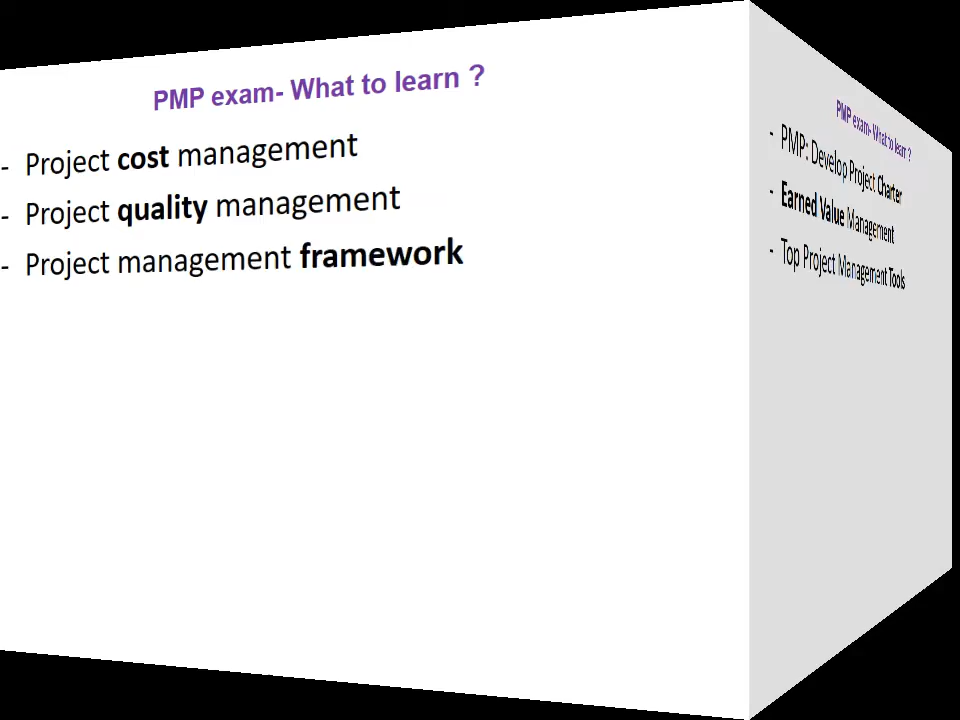 PMP exam- What to learn ?
- Project cost management
- Project quality management
- Project management framework
PMP exam- What to learn ?
- PMP: Develop Project Charter
- Earned Value Management
- Top Project Management Tools